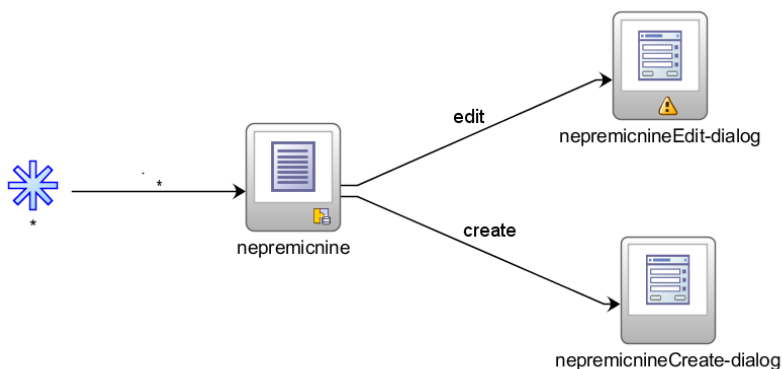 edit
nepremicnineEdit-dialog
*
*
nepremicnine
create
nepremicnineCreate-dialog